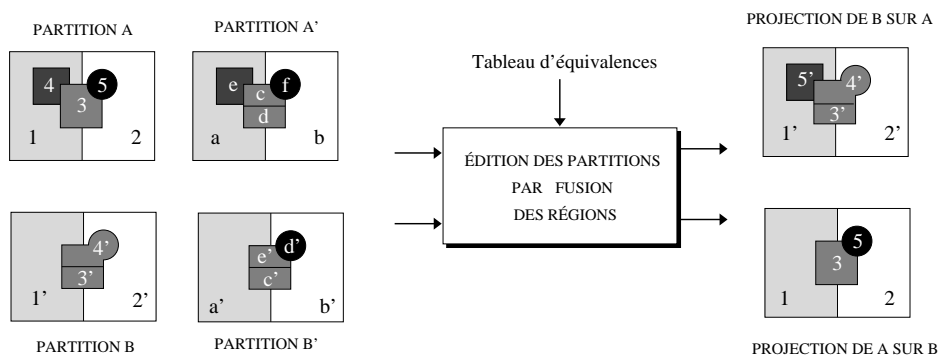 PARTITION A
4
5
3
1
2
PARTITION A’
e
f
c
d
a
b
PARTITION B
4’
3’
1’
2’
PARTITION B’
d’
e’
c’
a’
b’
Tableau d’équivalences
ÉDITION DES PARTITIONS
PAR FUSION
DES RÉGIONS
PROJECTION DE B SUR A
5’
4’
3’
1’
2’
5
3
1
2
PROJECTION DE A SUR B